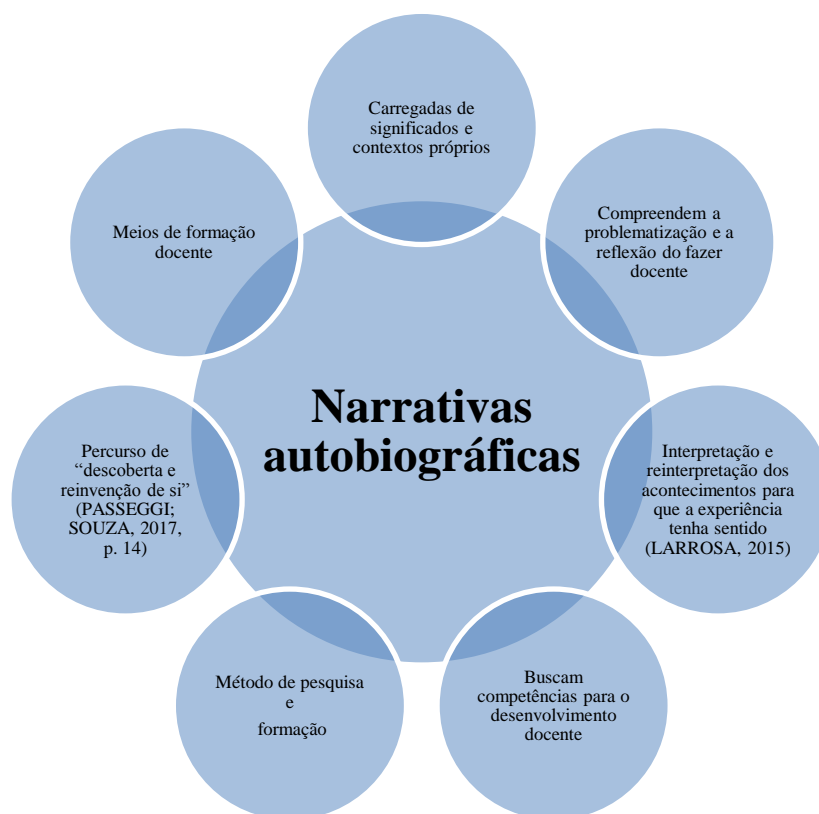 Carregadas de
significados e
contextos próprios
Compreendem a
problematização e a
reflexão do fazer
docente
Interpretação e
reinterpretação dos
acontecimentos para
que a experiência
tenha sentido
(LARROSA, 2015)
Buscam
competências para o
desenvolvimento
docente
Método de pesquisa
e
formação
Percurso de
“descoberta e
reinvenção de si”
(PASSEGGI;
SOUZA, 2017,
p. 14)
Meios de formação
docente
Narrativas
autobiográficas